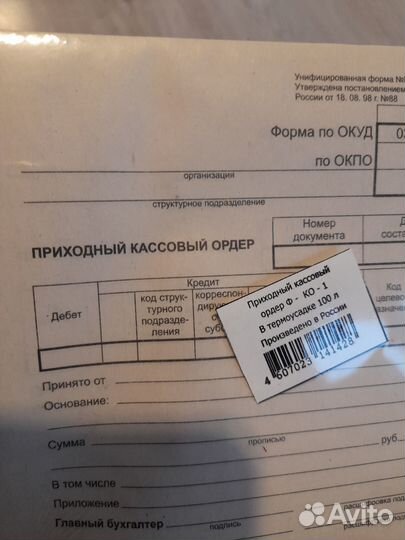 Унифицированная форма №
Утверждена постановлением
России от 18. 08. 98 г. №88
Форма по ОКУД
по ОКПО
организация
структурное подразделение
Номер
документа
ПРИХОДНЫЙ КАССОВЫЙ ОРДЕР
Дебет
Кредит
код струк-
турного
подразде-
ления
Код
Приходный кассовый
ордер Ф - КО - 1
В термоусадке 100 л
Произведено в России
4 607023 141428
Принято от
Основание:
Сумма
прописью
руб.
В том числе
Приложение
Главный бухгалтер
подпись
Avito